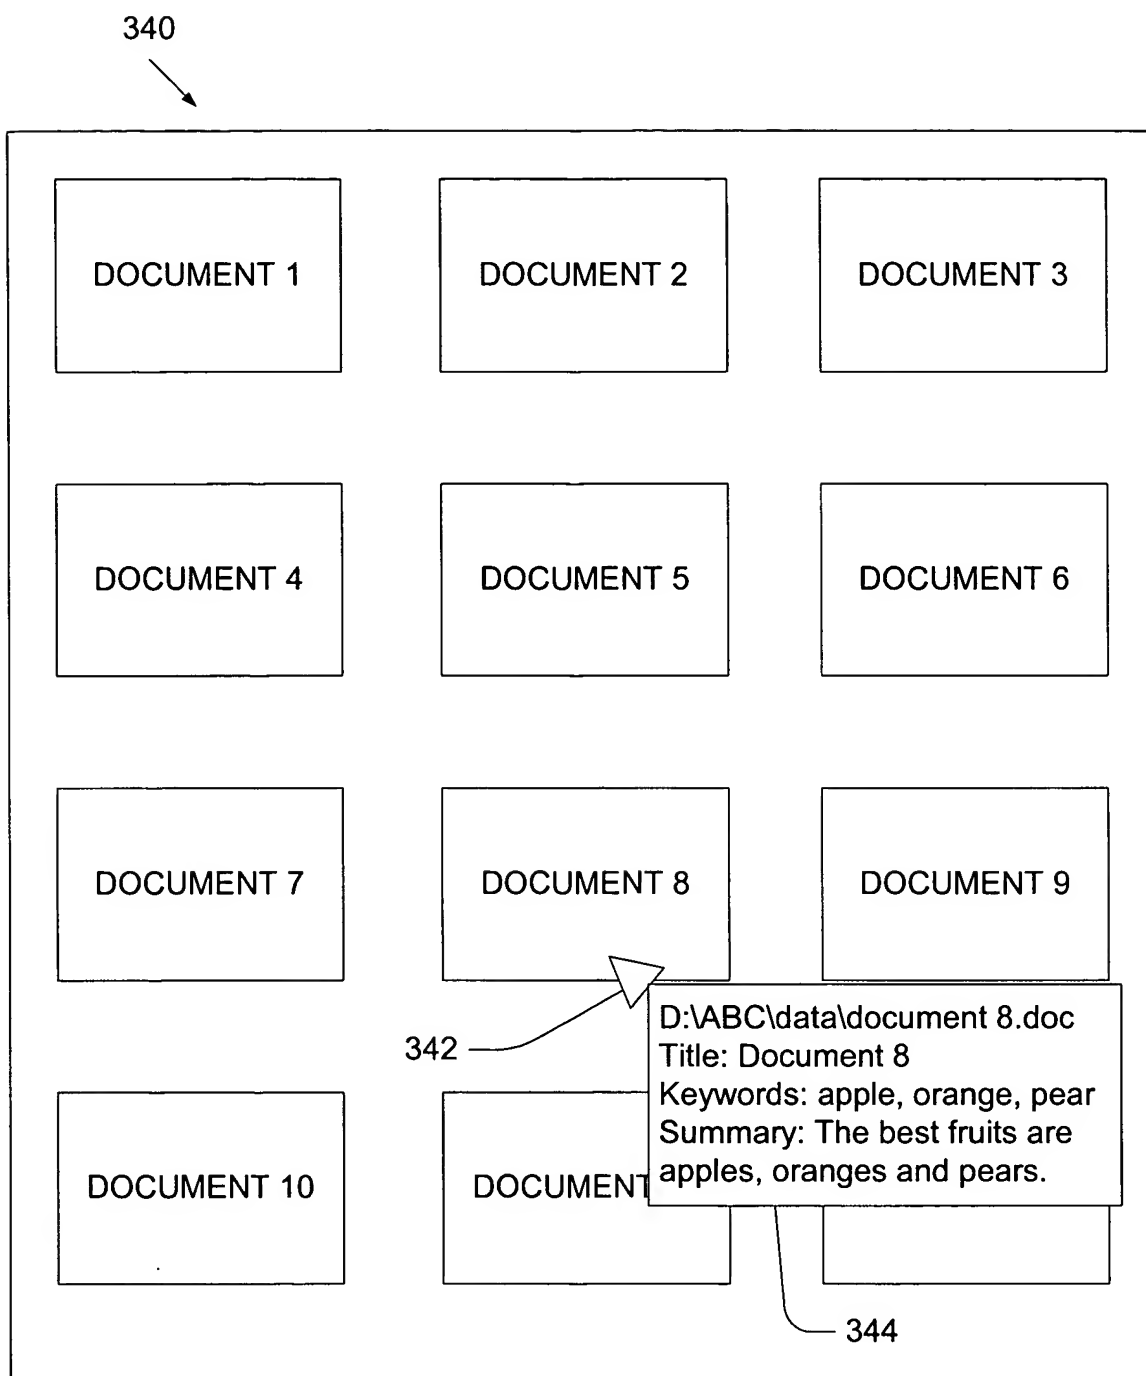 340
DOCUMENT 1
DOCUMENT 2
DOCUMENT 3
DOCUMENT 4
DOCUMENT 5
DOCUMENT 6
DOCUMENT 7
DOCUMENT 8
DOCUMENT 9
342
D:\ABC\data\document 8.doc
Title: Document 8
Keywords: apple, orange, pear
Summary: The best fruits are
apples, oranges and pears.
DOCUMENT 10
DOCUMENT
344